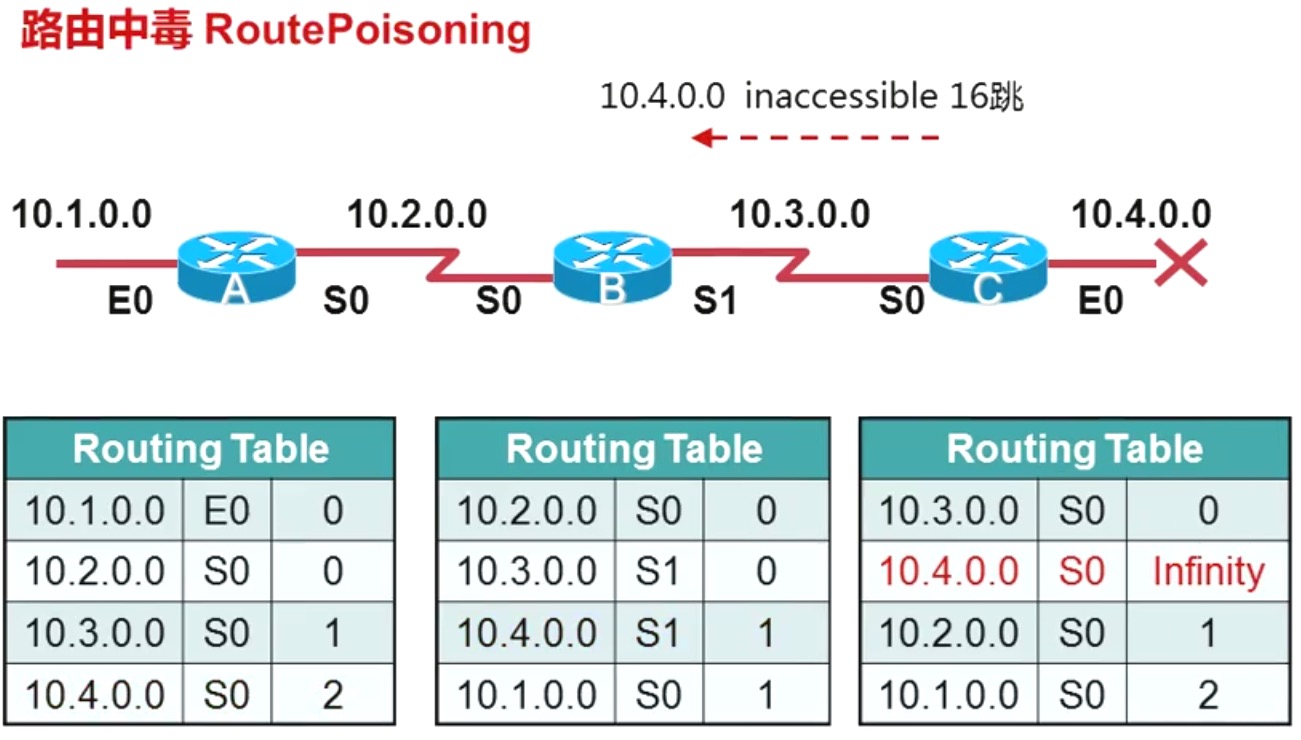 路由中毒 RoutePoisoning
10.4.0.0 inaccessible 16跳
10.1.0.0 10.2.0.0 10.3.0.0 10.4.0.0
A B C
E0 S0 S0 S1 S0 E0
Routing Table
10.1.0.0 E0 0
10.2.0.0 S0 0
10.3.0.0 S0 1
10.4.0.0 S0 2
Routing Table
10.2.0.0 S0 0
10.3.0.0 S1 0
10.4.0.0 S1 1
10.1.0.0 S0 1
Routing Table
10.3.0.0 S0 0
10.4.0.0 S0 Infinity
10.2.0.0 S0 1
10.1.0.0 S0 2